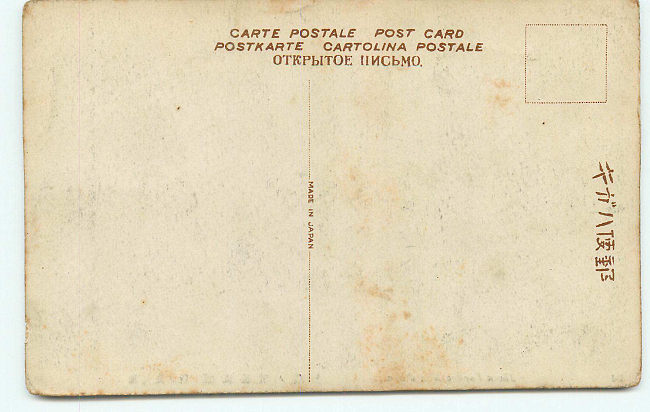 CARTE POSTALE POST CARD
POSTKARTE CARTOLINA POSTALE
ОТКРЫТОЕ ПИСЬМО.
MADE IN JAPAN
郵便ハガキ